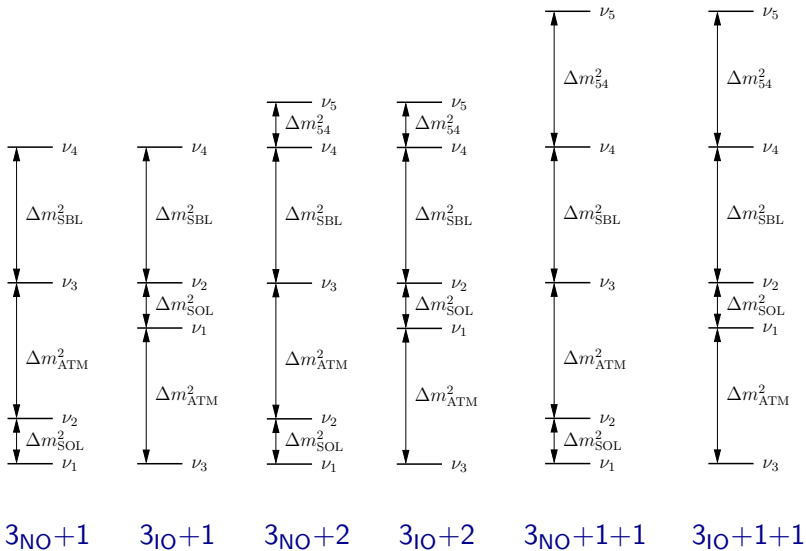 ν₅ ν₅
Δm²₅₄ Δm²₅₄
ν₅ ν₅
Δm²₅₄ Δm²₅₄
ν₄ ν₄ ν₄ ν₄ ν₄ ν₄
Δm²SBL Δm²SBL Δm²SBL Δm²SBL Δm²SBL Δm²SBL
ν₃ ν₂ ν₃ ν₂ ν₃ ν₂
Δm²SOL Δm²SOL Δm²SOL
ν₁ ν₁ ν₁
Δm²ATM Δm²ATM Δm²ATM
Δm²ATM Δm²ATM Δm²ATM
ν₂ ν₂ ν₂
Δm²SOL Δm²SOL Δm²SOL
ν₁ ν₃ ν₁ ν₃ ν₁ ν₃
3NO+1 3IO+1 3NO+2 3IO+2 3NO+1+1 3IO+1+1